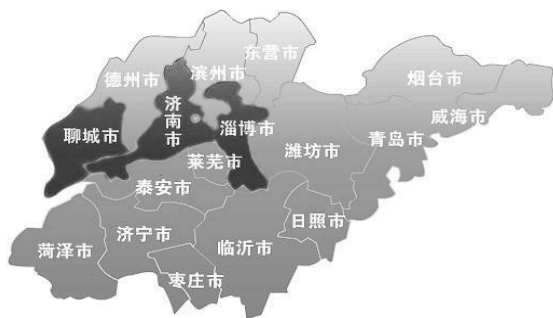 东营市
滨州市
德州市
烟台市
济南市
威海市
聊城市
淄博市
青岛市
潍坊市
莱芜市
泰安市
日照市
济宁市
菏泽市
临沂市
枣庄市